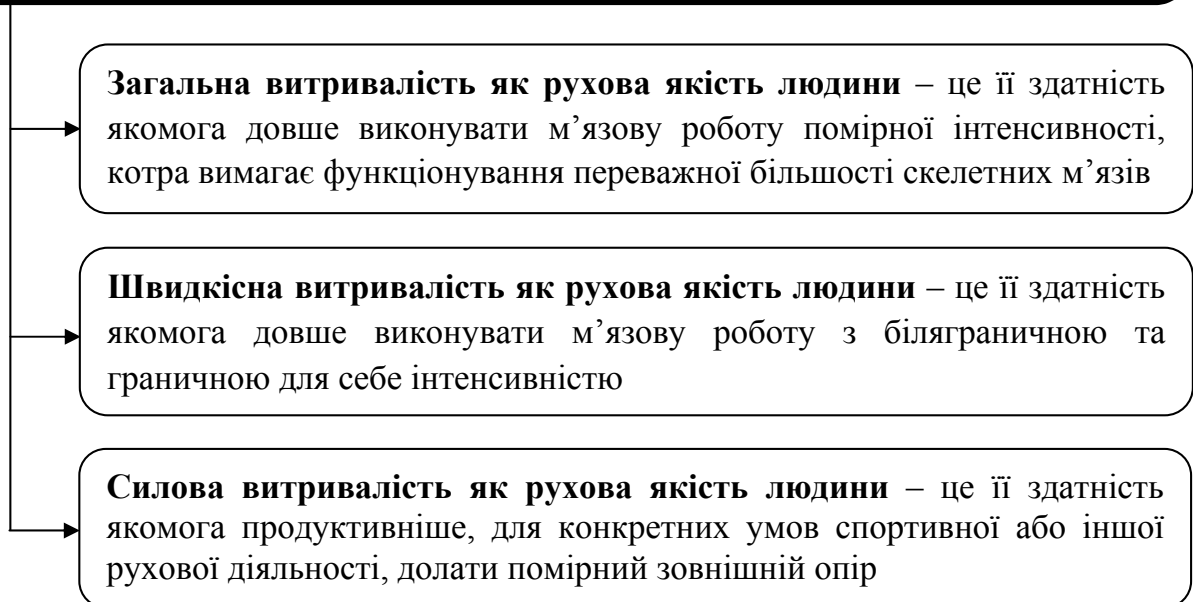 Загальна витривалість як рухова якість людини – це її здатність
якомога довше виконувати м’язову роботу помірної інтенсивності,
котра вимагає функціонування переважної більшості скелетних м’язів
Швидкісна витривалість як рухова якість людини – це її здатність
якомога довше виконувати м’язову роботу з біляграничною та
граничною для себе інтенсивністю
Силова витривалість як рухова якість людини – це її здатність
якомога продуктивніше, для конкретних умов спортивної або іншої
рухової діяльності, долати помірний зовнішній опір